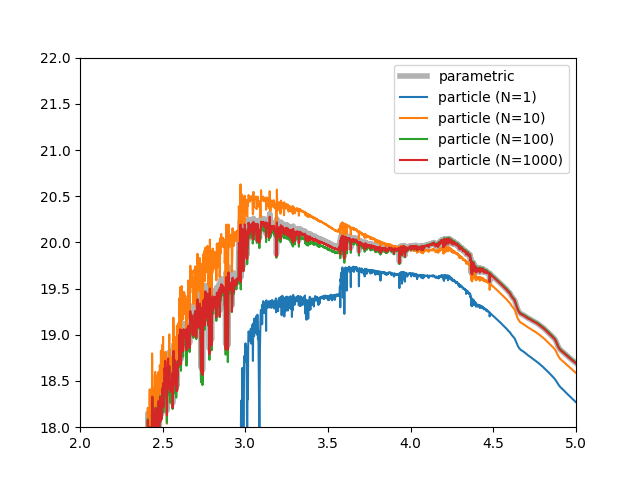 22.0
21.5
21.0
20.5
20.0
19.5
19.0
18.5
18.0
2.0 2.5 3.0 3.5 4.0 4.5 5.0
parametric
particle (N=1)
particle (N=10)
particle (N=100)
particle (N=1000)